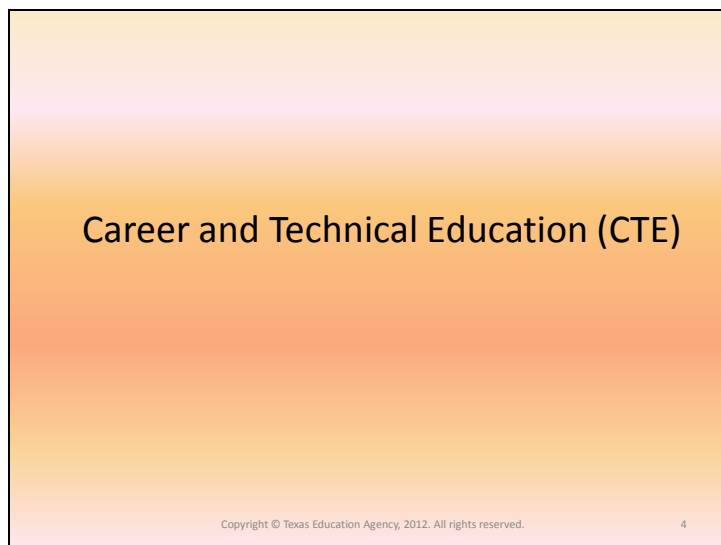 Career and Technical Education (CTE)
Copyright © Texas Education Agency, 2012. All rights reserved. 4